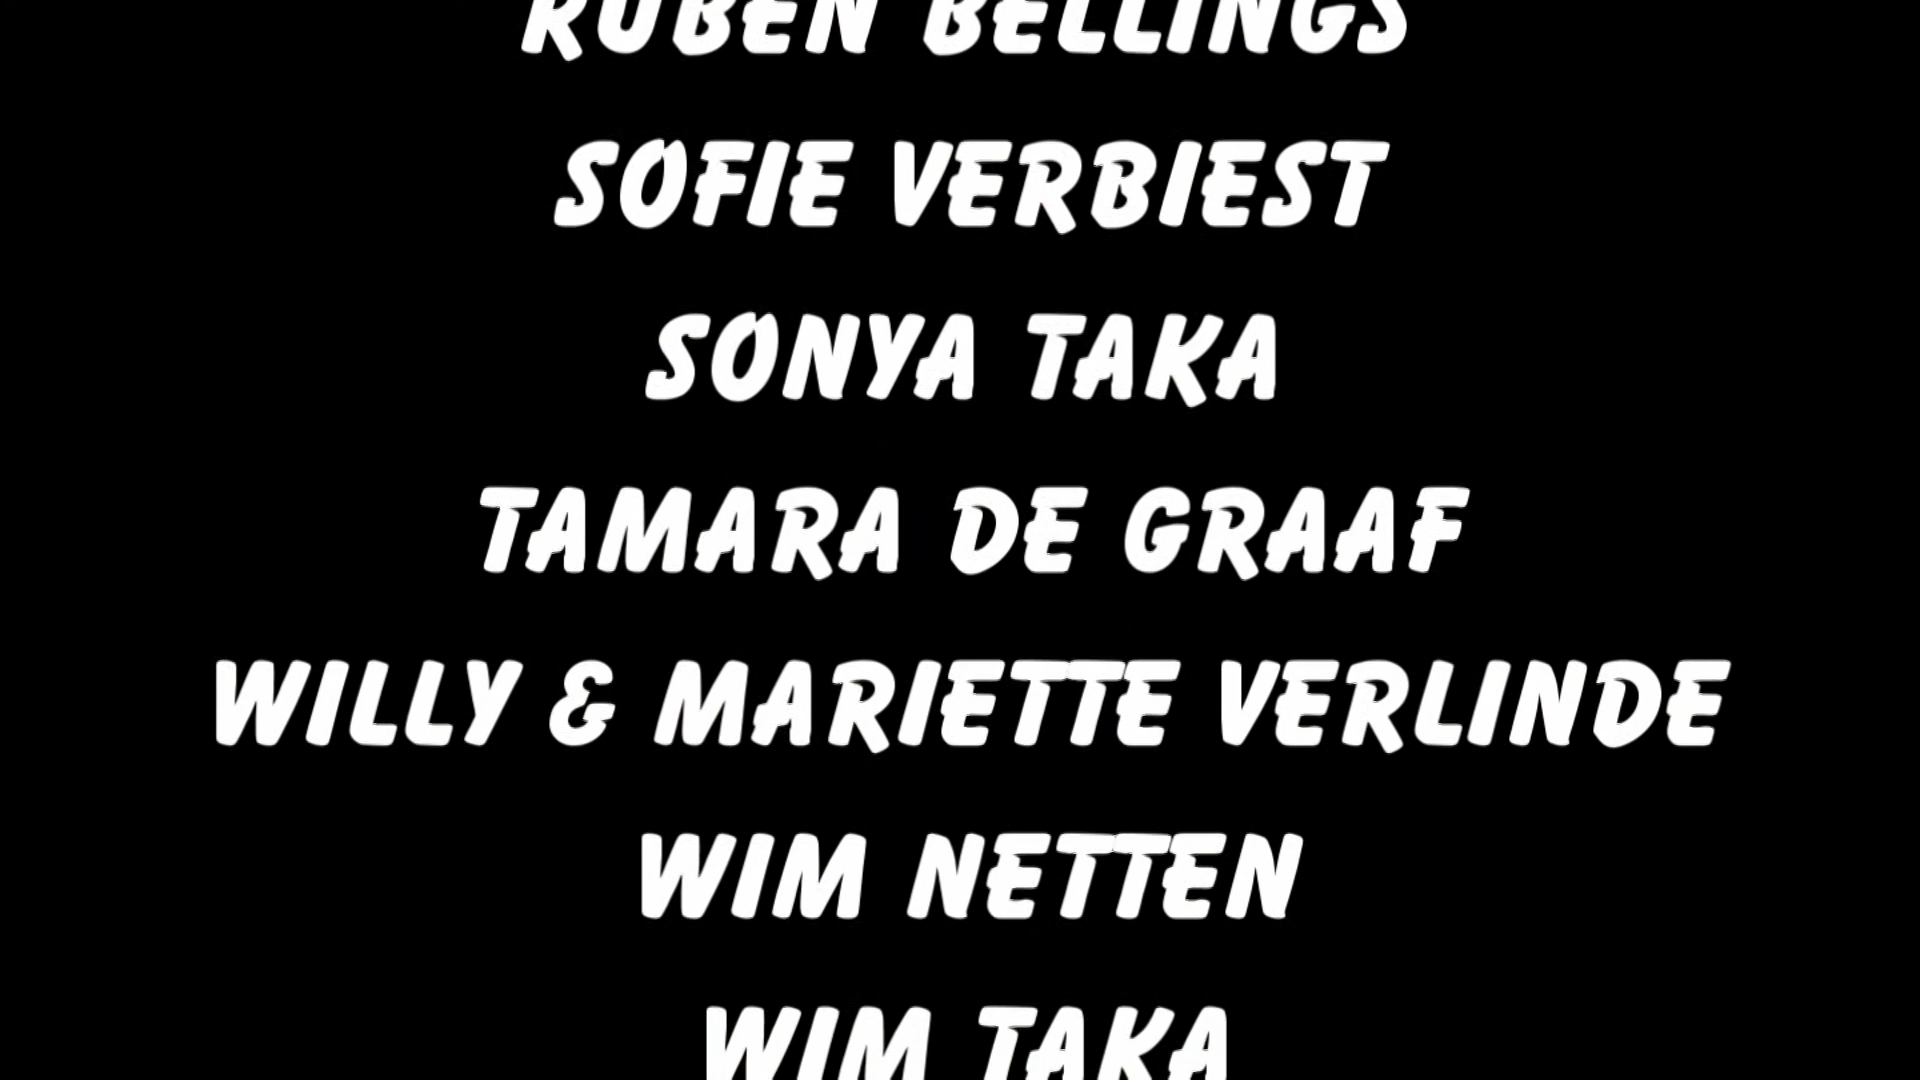 RUBEN BELLINGS
SOFIE VERBIEST
SONYA TAKA
TAMARA DE GRAAF
WILLY & MARIETTE VERLINDE
WIM NETTEN
WIM TAKA